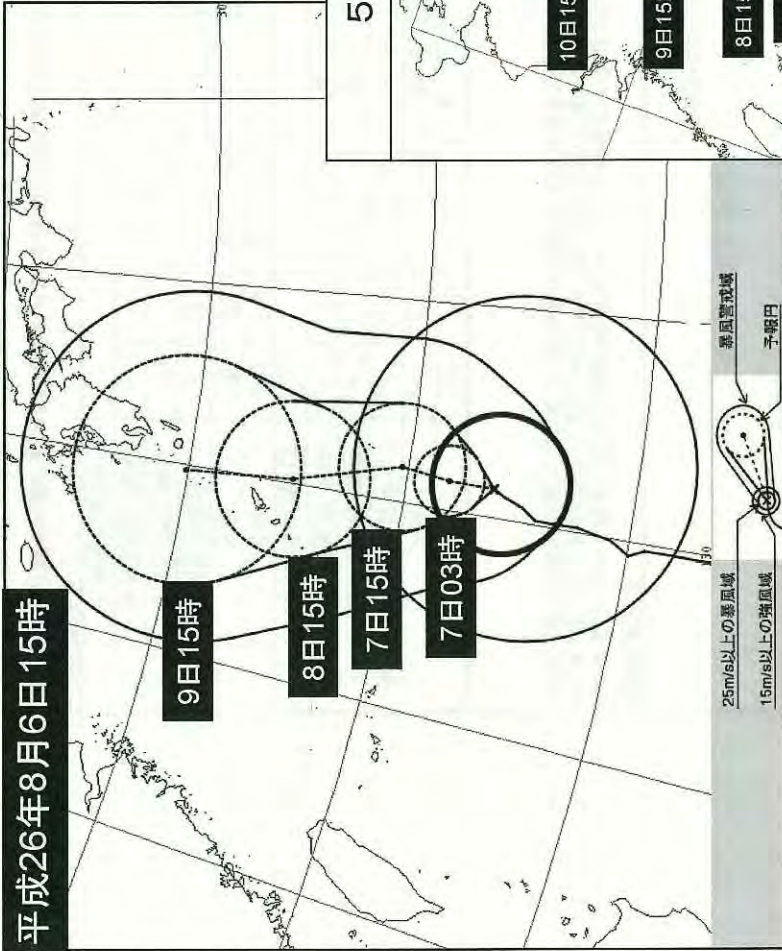 平成26年8月6日15時
9日15時
8日15時
7日15時
7日03時
30
130
25m/s以上の暴風域
15m/s以上の強風域
暴風警戒域
予報円
5
10日15
9日15
8日15